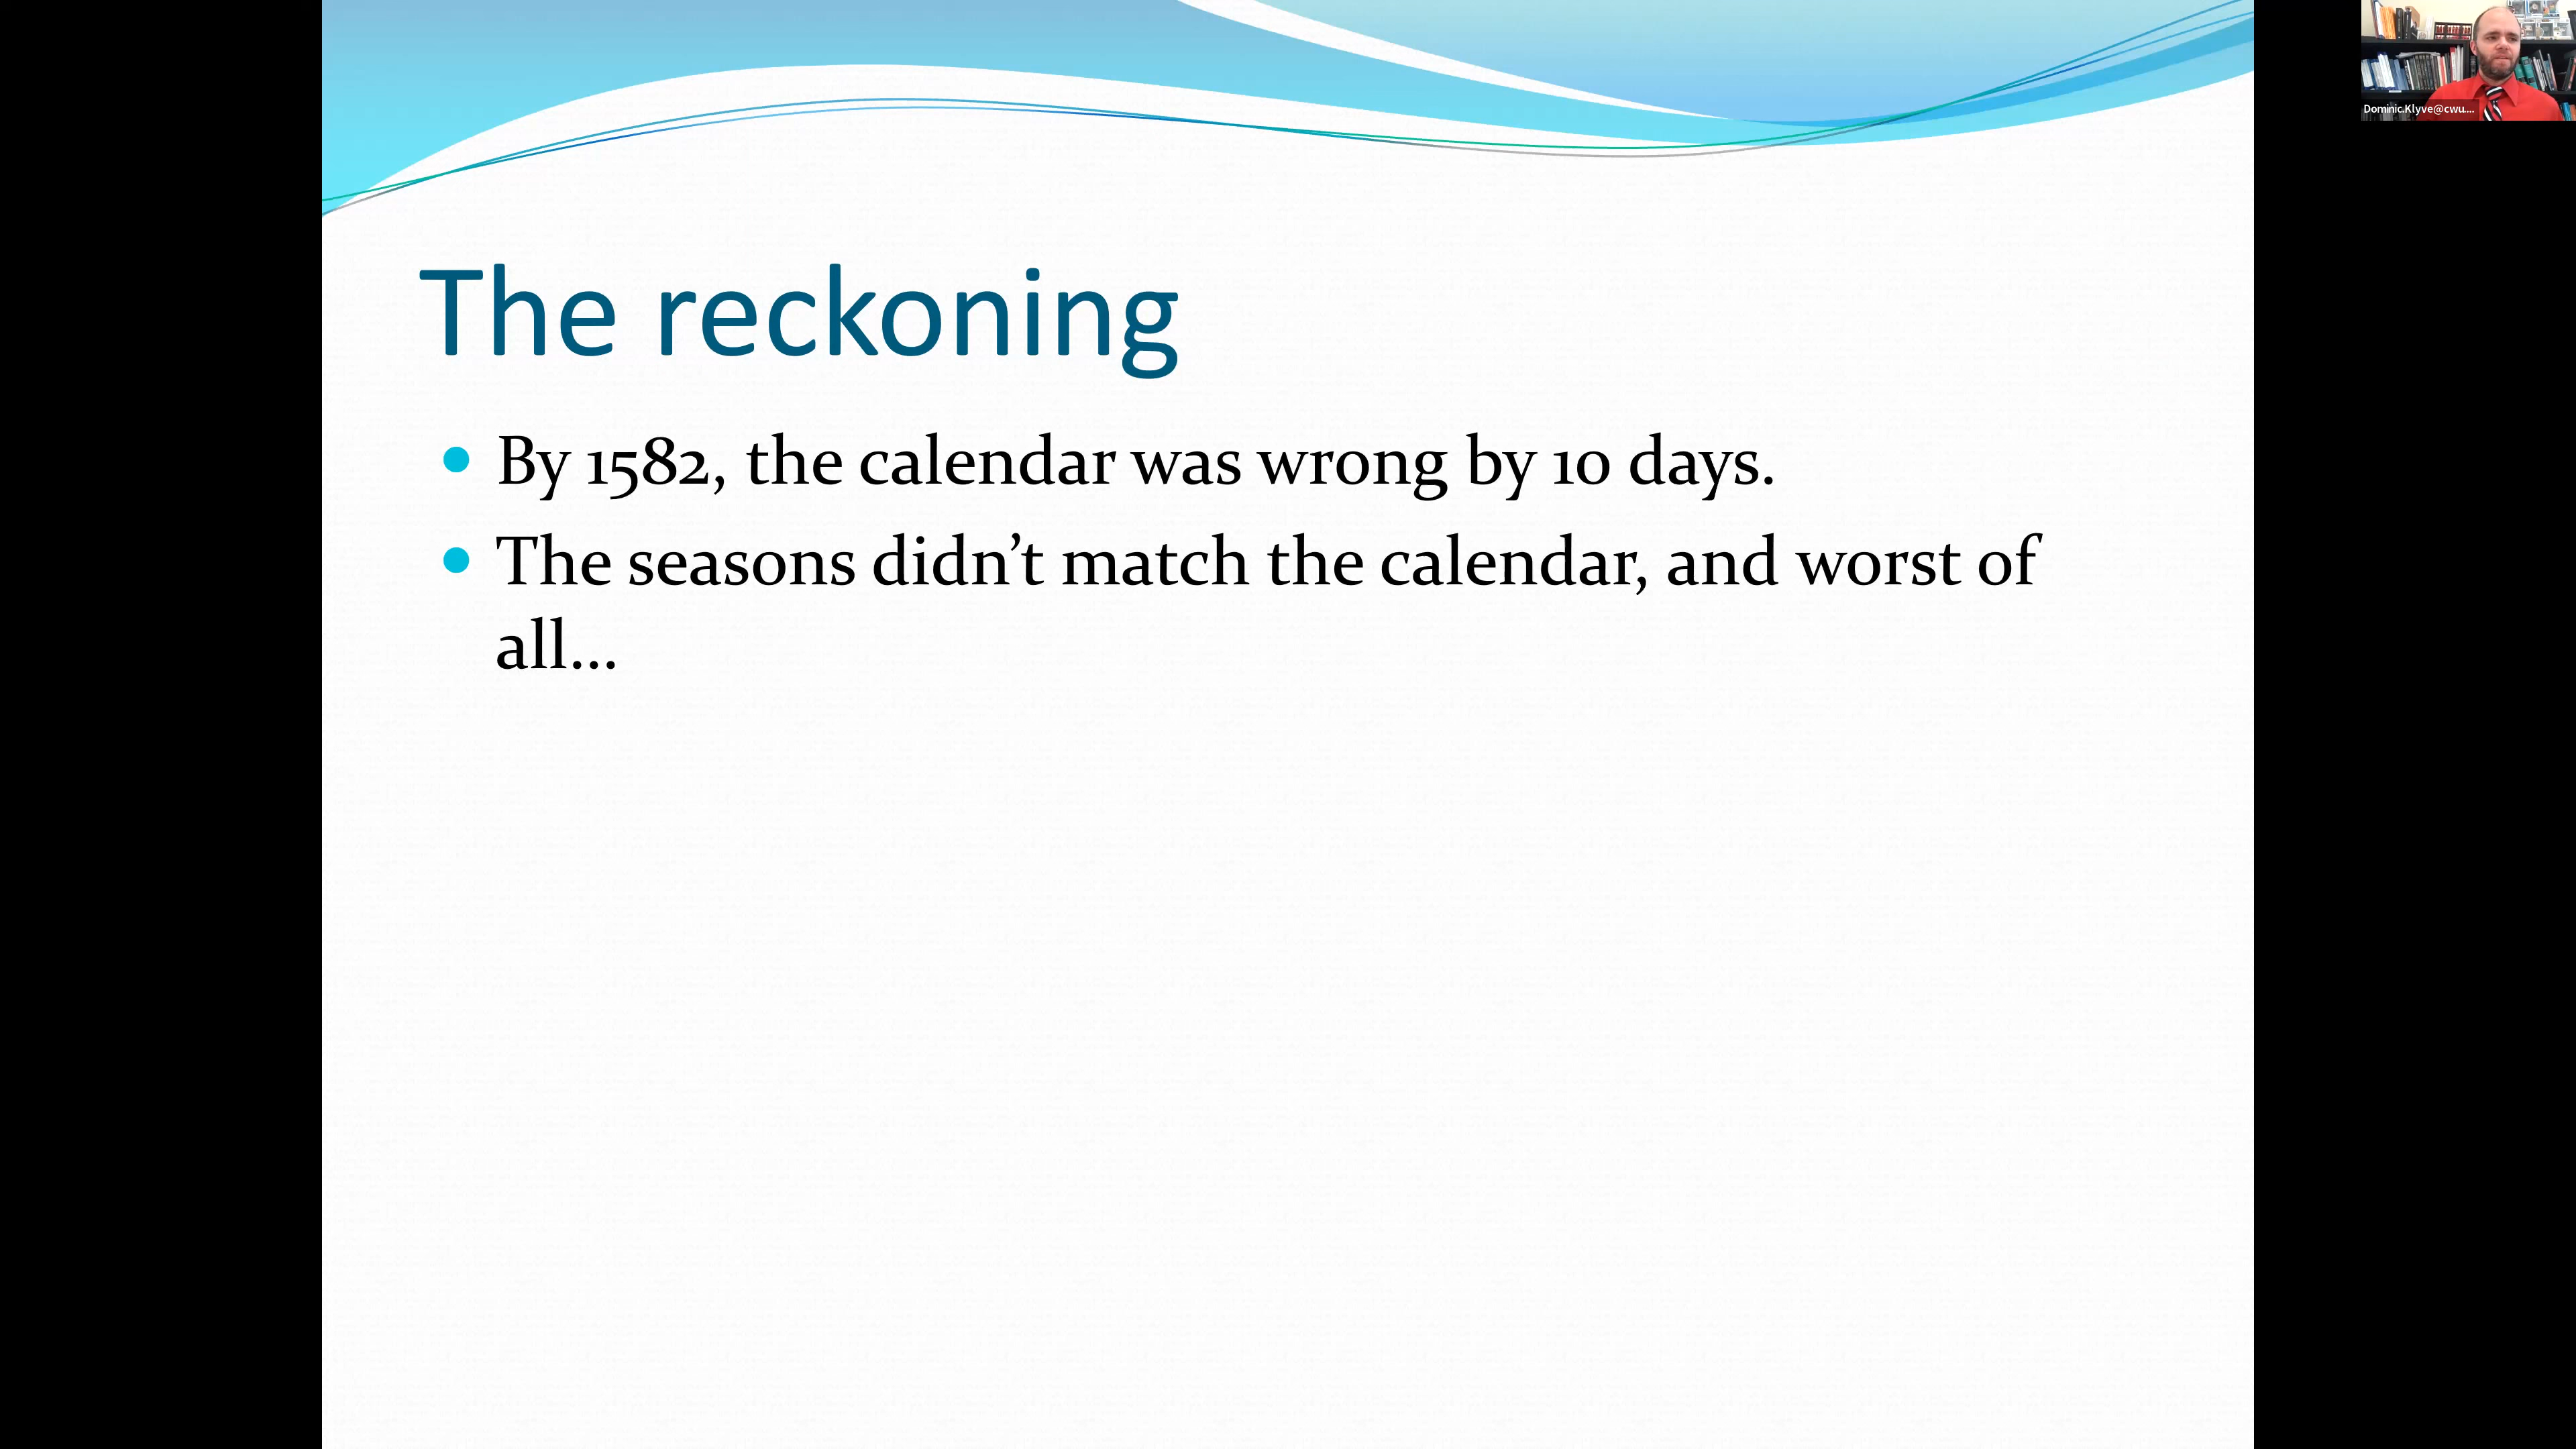 Dominic.Klyve@cwu....
The reckoning
By 1582, the calendar was wrong by 10 days.
The seasons didn’t match the calendar, and worst of
all…